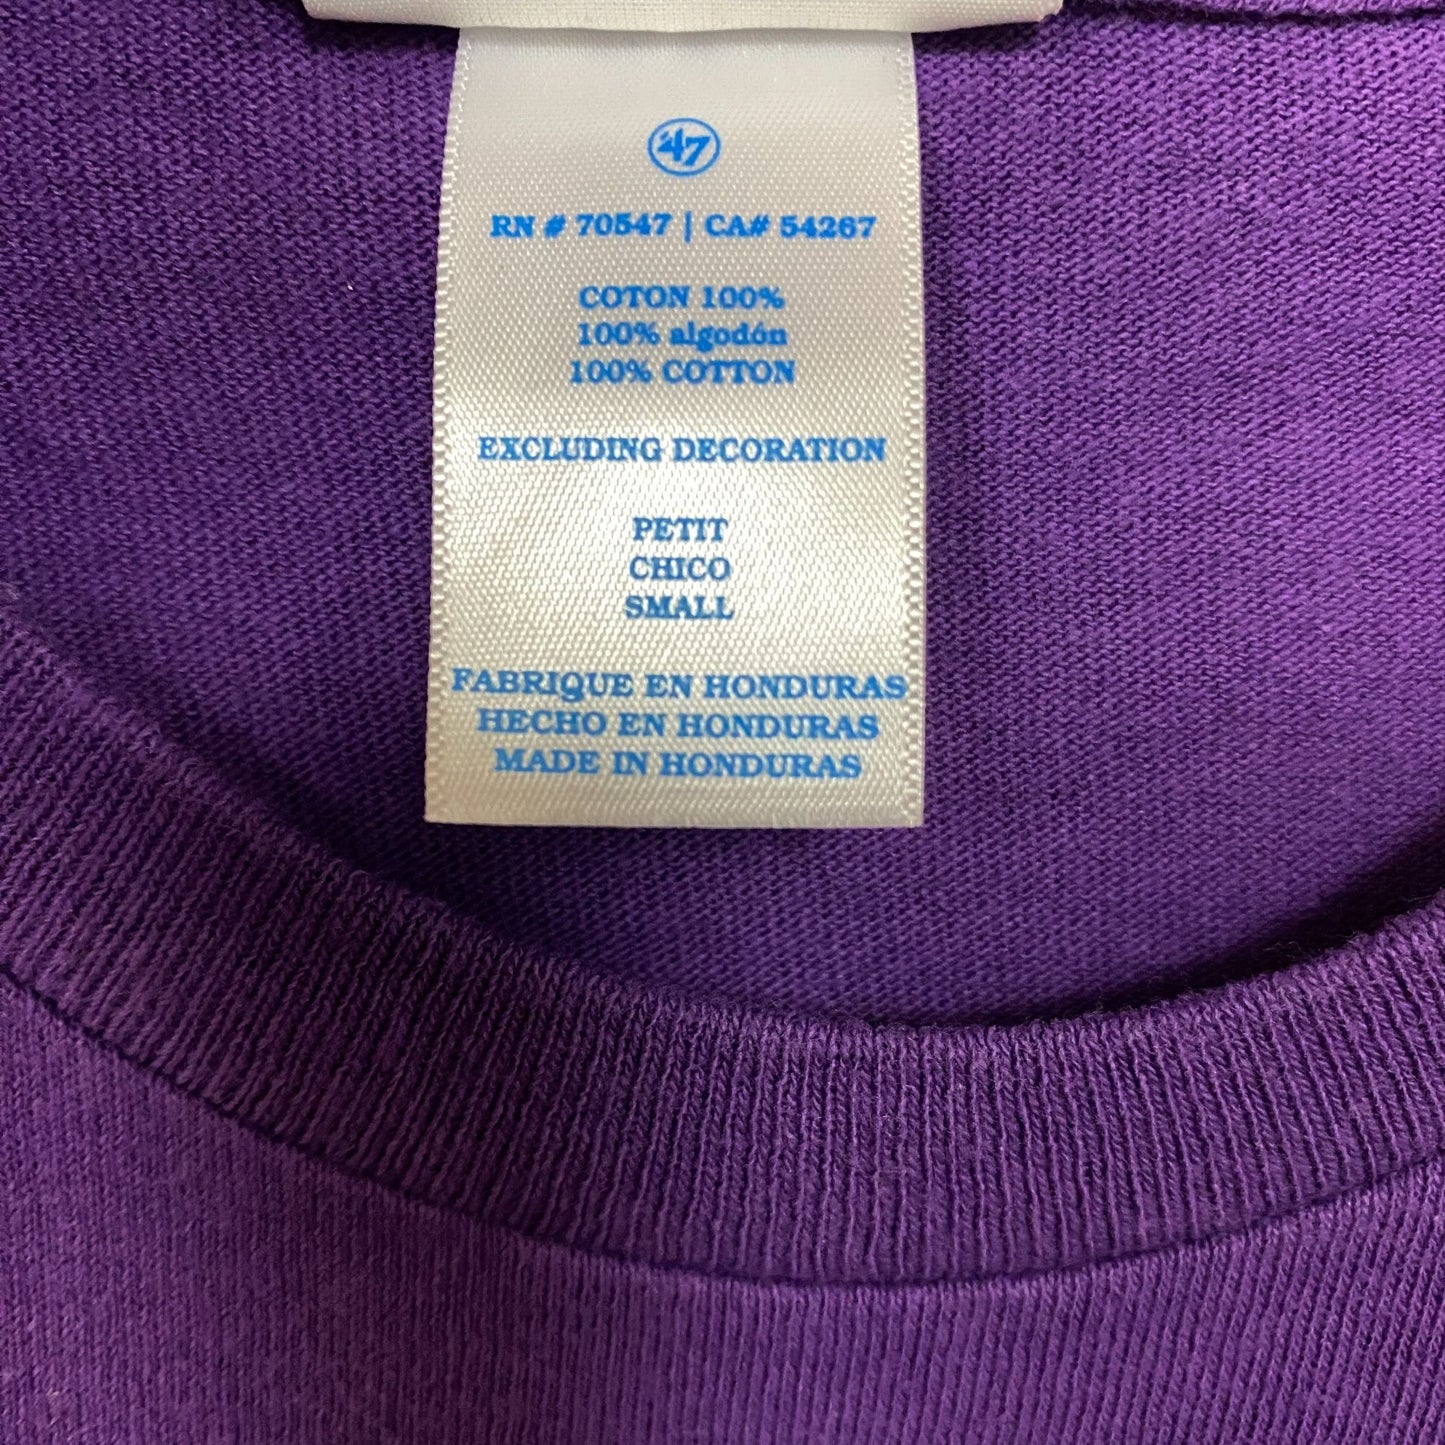 '47
RN # 70547 | CA# 54267
COTON 100%
100% algodón
100% COTTON
EXCLUDING DECORATION
PETIT
CHICO
SMALL
FABRIQUE EN HONDURAS
HECHO EN HONDURAS
MADE IN HONDURAS